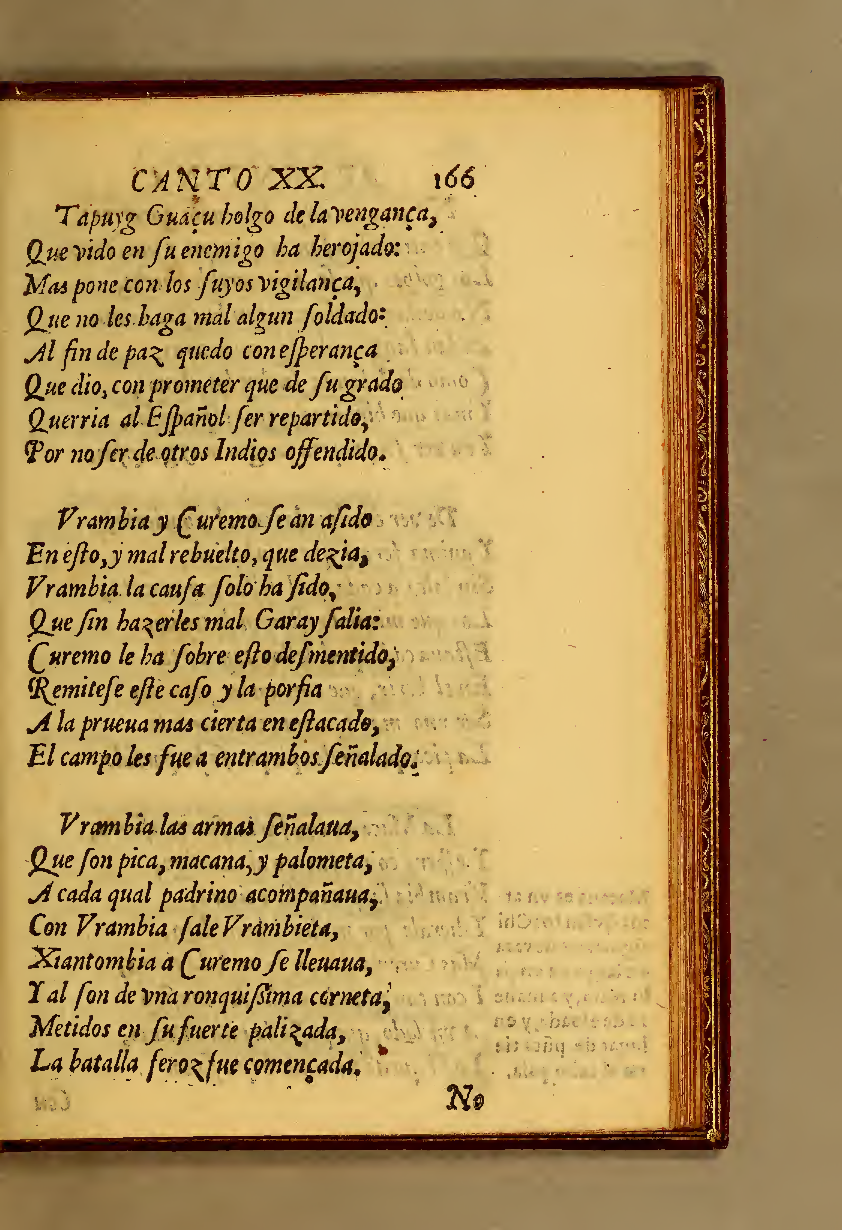 CANTO XX. 166
Tapuyg Guaçu holgo de la vengança,
Que vido en ſu enemigo ha herojado:
Mas pone con los ſuyos vigilança,
Que no les haga mal algun ſoldado:
Al fin de paz quedo con eſperança
Que dio, con prometer que de ſu grado
Querria al Eſpañol ſer repartido,
Por no ſer de otros Indios offendido.
Vrambia y Curemo ſe an aſido
En eſto, y mal rebuelto, que dezia,
Vrambia la cauſa ſolo ha ſido,
Que ſin hazerles mal Garay ſalia:
Curemo le ha ſobre eſto deſmentido,
Remiteſe eſte caſo y la porfia
A la prueua mas cierta en eſtacado,
El campo les fue a entrambos ſeñalado.
Vrambia las armas ſeñalaua,
Que ſon pica, macana, y palometa,
A cada qual padrino acompañaua,
Con Vrambia ſale Vrambieta,
Xiantombia a Curemo ſe lleuaua,
Y al ſon de vna ronquiſsima corneta,
Metidos en ſu fuerte palizada,
La batalla feroz fue començada.
No